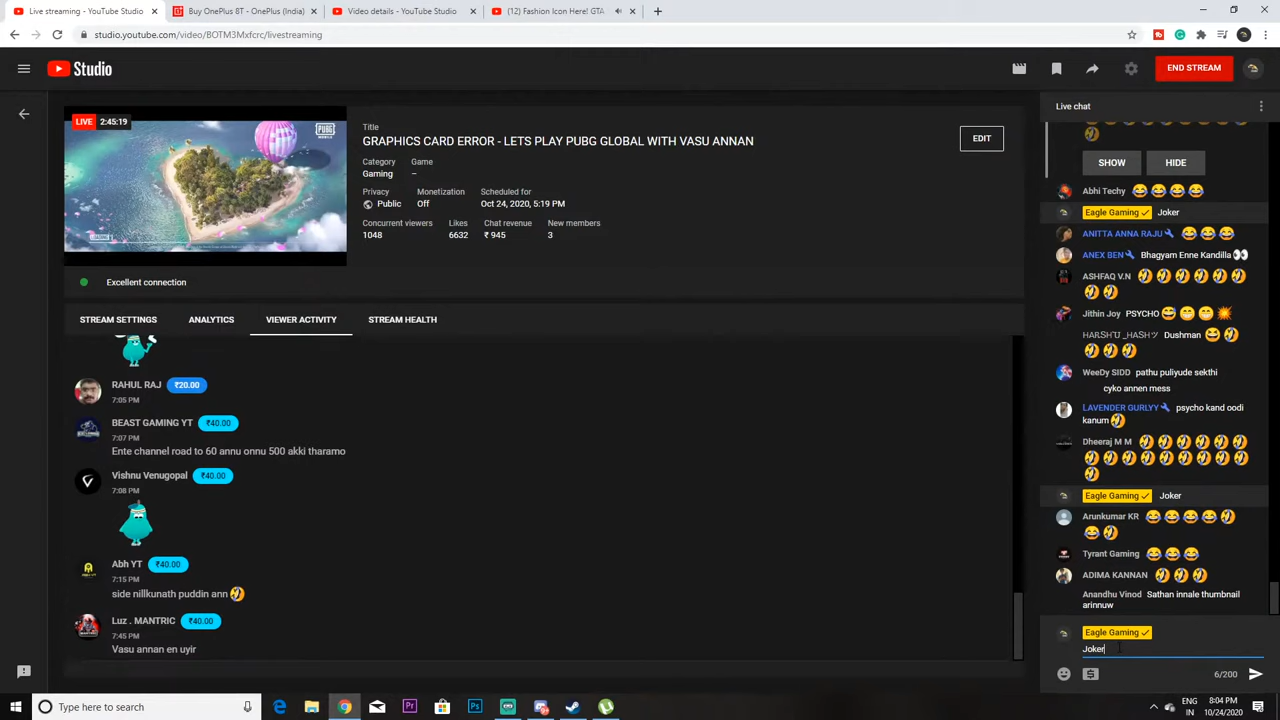 Live streaming - YouTube Studio
Buy OnePlus 8T - OnePlus (India)
Video details - YouTube Studio
(12) Fashion Icon Here! GTA
studio.youtube.com/video/BOTM3Mxfcrc/livestreaming
Studio
END STREAM
LIVE 2:45:19
PUBG
Title
GRAPHICS CARD ERROR - LETS PLAY PUBG GLOBAL WITH VASU ANNAN
EDIT
Category Game
Gaming –
Privacy Monetization Scheduled for
Public Off Oct 24, 2020, 5:19 PM
Concurrent viewers Likes Chat revenue New members
1048 6632 ₹ 945 3
Excellent connection
STREAM SETTINGS ANALYTICS VIEWER ACTIVITY STREAM HEALTH
RAHUL RAJ ₹20.00
7:05 PM
BEAST GAMING YT ₹40.00
7:07 PM
Ente channel road to 60 annu onnu 500 akki tharamo
Vishnu Venugopal ₹40.00
7:08 PM
Abh YT ₹40.00
7:15 PM
side nillkunath puddin ann 🤣
Luz . MANTRIC ₹40.00
7:45 PM
Vasu annan en uyir
Live chat
SHOW HIDE
Abhi Techy 😂😂😂😂
Eagle Gaming ✓ Joker
ANITTA ANNA RAJU 😂😂😂
ANEX BEN Bhagyam Enne Kandilla 👀
ASHFAQ V.N 🤣🤣🤣🤣🤣
🤣🤣
Jithin Joy PSYCHO 😅😁😁💥
Dushman 😆🤣
🤣🤣🤣
WeeDy SIDD pathu puliyude sekthi
cyko annen mess
LAVENDER GURLYY psycho kand oodi
kanum 🤣
Dheeraj M M 🤣🤣🤣🤣🤣🤣
🤣🤣🤣🤣🤣🤣🤣🤣
🤣
Eagle Gaming ✓ Joker
Arunkumar KR 😂😂😂😂🤣
😂🤣
Tyrant Gaming 😂😂😂
ADIMA KANNAN 🤣🤣🤣
Anandhu Vinod Sathan innale thumbnail
arinnuw
Eagle Gaming ✓
Joker
6/200
Type here to search
ENG
IN
8:04 PM
10/24/2020